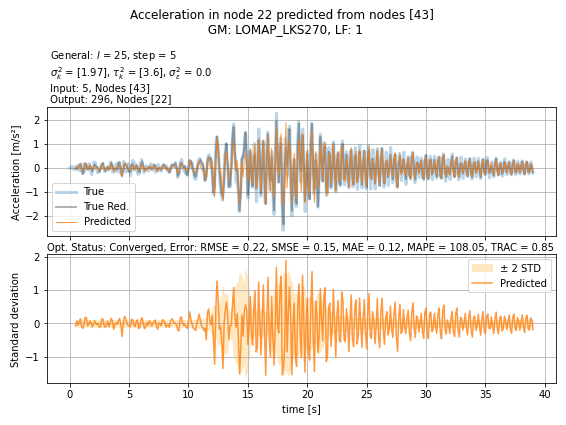 Acceleration in node 22 predicted from nodes [43]
GM: LOMAP_LKS270, LF: 1
General: l = 25, step = 5
σ²ₖ = [1.97], τ²ₖ = [3.6], σ²ε = 0.0
Input: 5, Nodes [43]
Output: 296, Nodes [22]
Acceleration [m/s²]
2
1
0
−1
−2
True
True Red.
Predicted
Opt. Status: Converged, Error: RMSE = 0.22, SMSE = 0.15, MAE = 0.12, MAPE = 108.05, TRAC = 0.85
Standard deviation
2
1
0
−1
± 2 STD
Predicted
0 5 10 15 20 25 30 35 40
time [s]